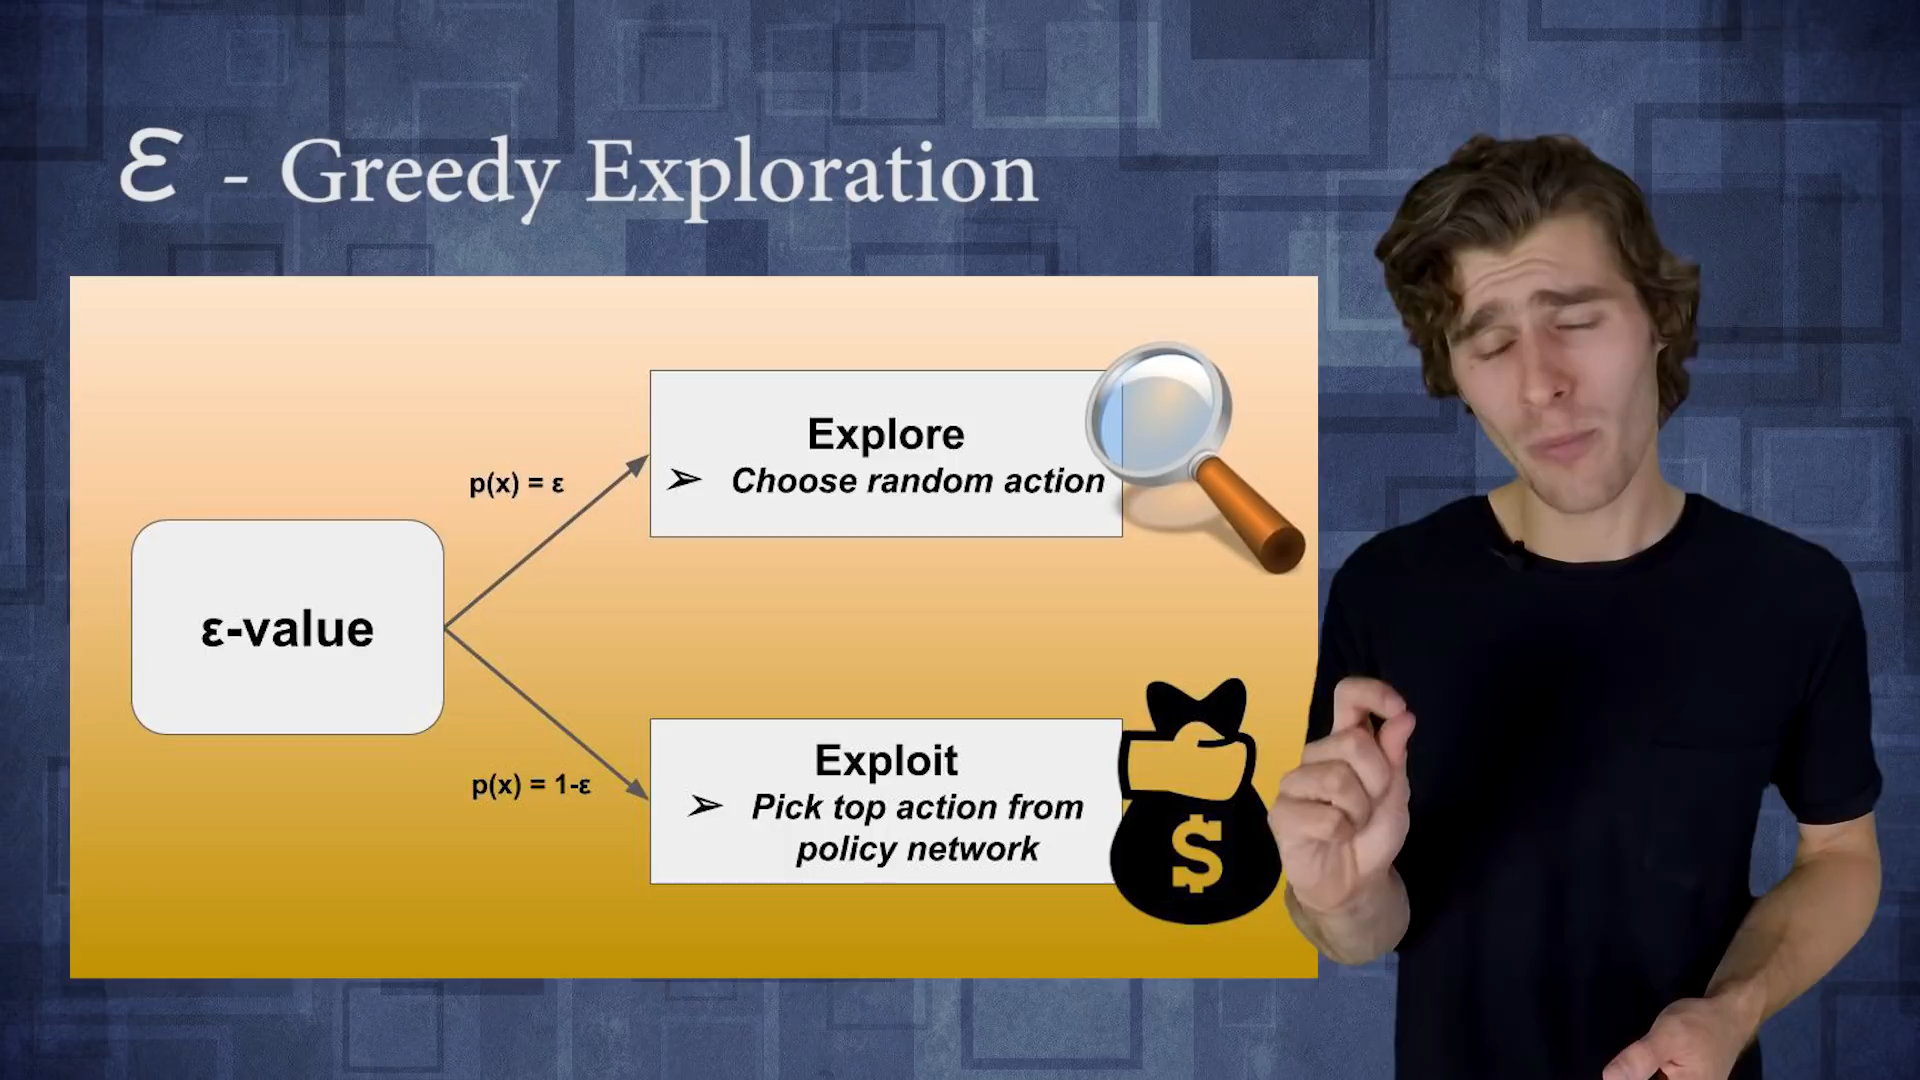 ε - Greedy Exploration
p(x) = ε
Explore
➢ Choose random action
ε-value
p(x) = 1-ε
Exploit
➢ Pick top action from
policy network
$